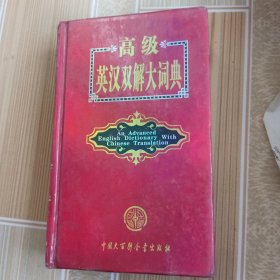 高级
英汉双解大词典
An Advanced
English Dictionary With
Chinese Translation
中国大百科全书出版社